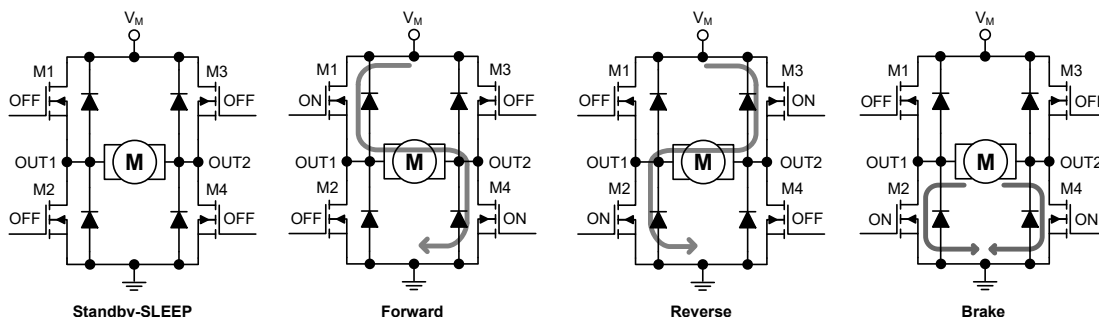 VM
M1
M3
OFF
OFF
OUT1
M
OUT2
M2
M4
OFF
OFF
Standby-SLEEP
VM
M1
M3
ON
OFF
OUT1
M
OUT2
M2
M4
OFF
ON
Forward
VM
M1
M3
OFF
ON
OUT1
M
OUT2
M2
M4
ON
OFF
Reverse
VM
M1
M3
OFF
OFF
OUT1
M
OUT2
M2
M4
ON
ON
Brake